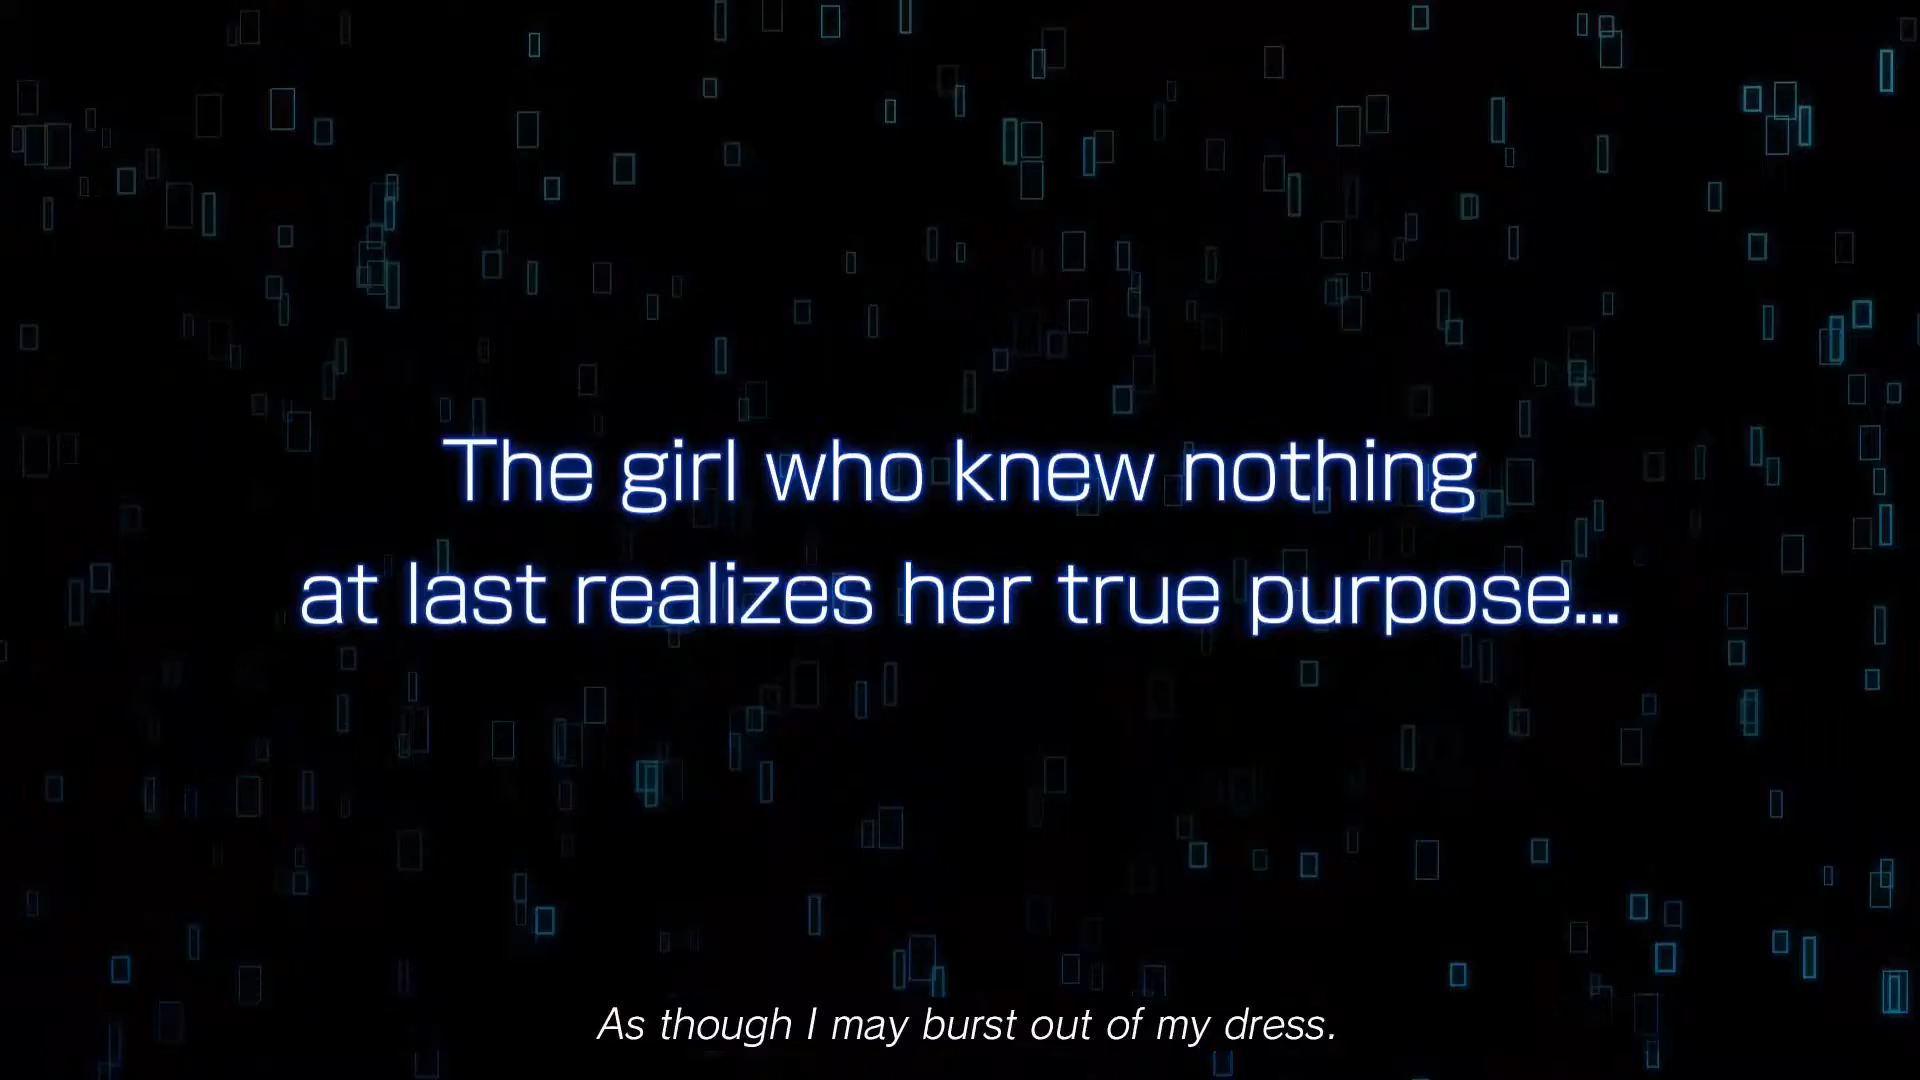 The girl who knew nothing
at last realizes her true purpose...
As though I may burst out of my dress.